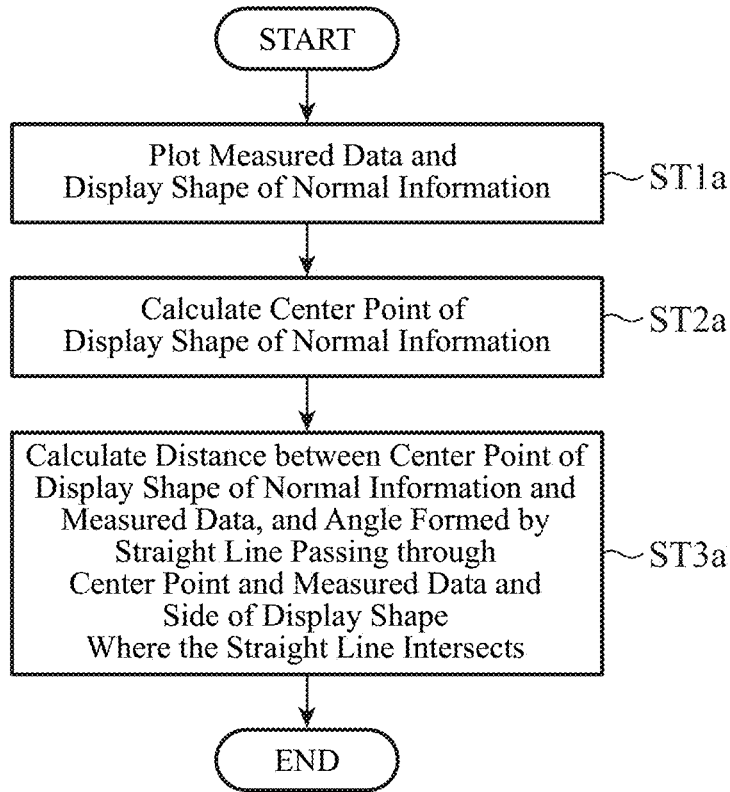 START
Plot Measured Data and
Display Shape of Normal Information
ST1a
Calculate Center Point of
Display Shape of Normal Information
ST2a
Calculate Distance between Center Point of
Display Shape of Normal Information and
Measured Data, and Angle Formed by
Straight Line Passing through
Center Point and Measured Data and
Side of Display Shape
Where the Straight Line Intersects
ST3a
END